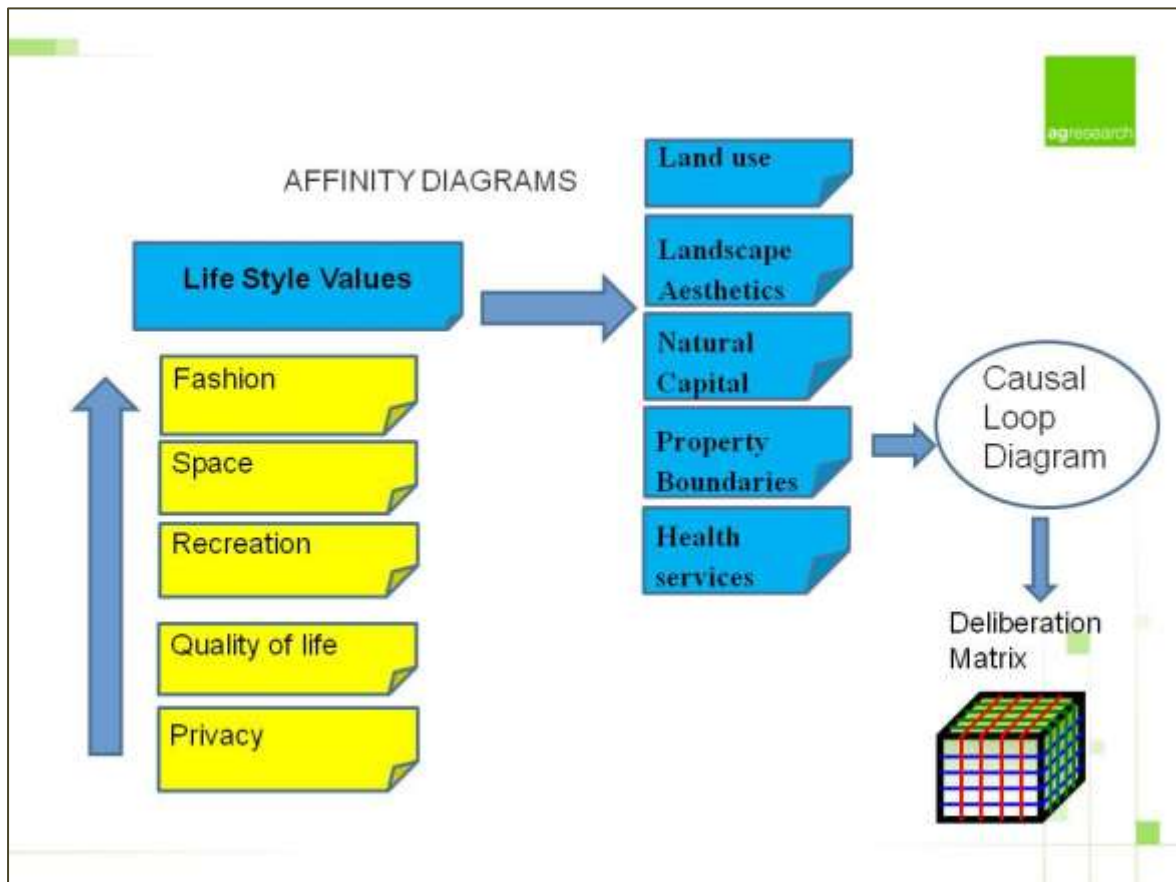 agresearch
AFFINITY DIAGRAMS
Life Style Values
Fashion
Space
Recreation
Quality of life
Privacy
Land use
Landscape
Aesthetics
Natural
Capital
Property
Boundaries
Health
services
Causal
Loop
Diagram
Deliberation
Matrix